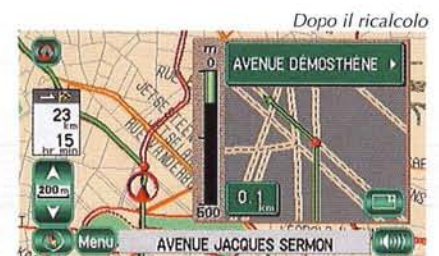 Dopo il ricalcolo
m
0
AVENUE DÉMOSTHÈNE
23
km
15
hr min
200 m
0.1 km
500
Menu
AVENUE JACQUES SERMON